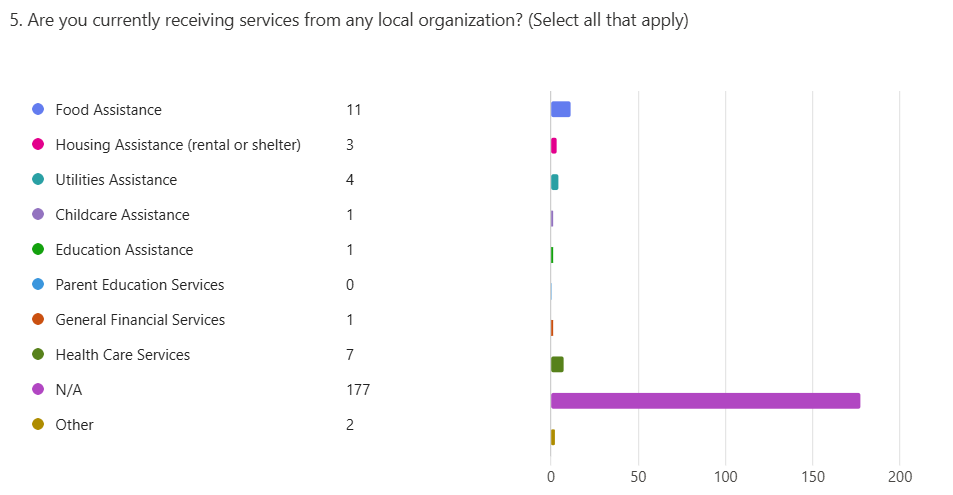 5. Are you currently receiving services from any local organization? (Select all that apply)
Food Assistance 11
Housing Assistance (rental or shelter) 3
Utilities Assistance 4
Childcare Assistance 1
Education Assistance 1
Parent Education Services 0
General Financial Services 1
Health Care Services 7
N/A 177
Other 2
0 50 100 150 200